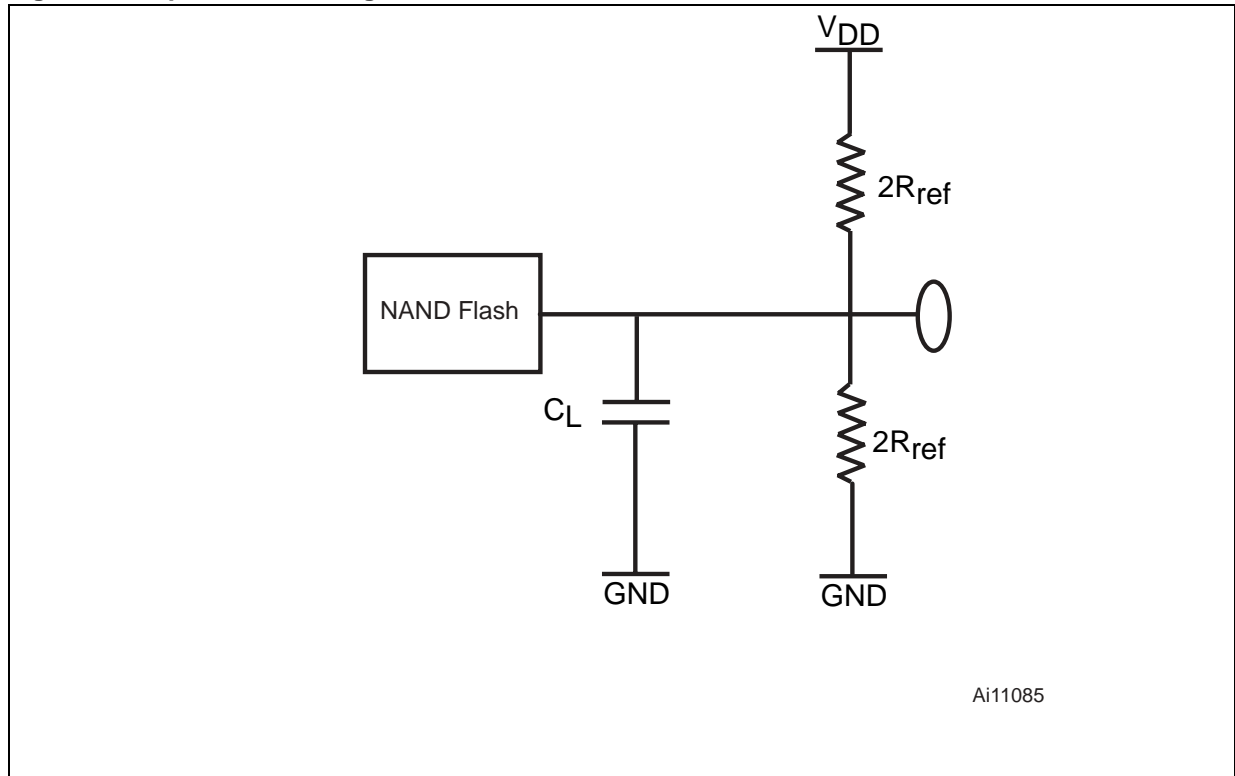 VDD
2Rref
NAND Flash
CL
2Rref
GND
GND
Ai11085